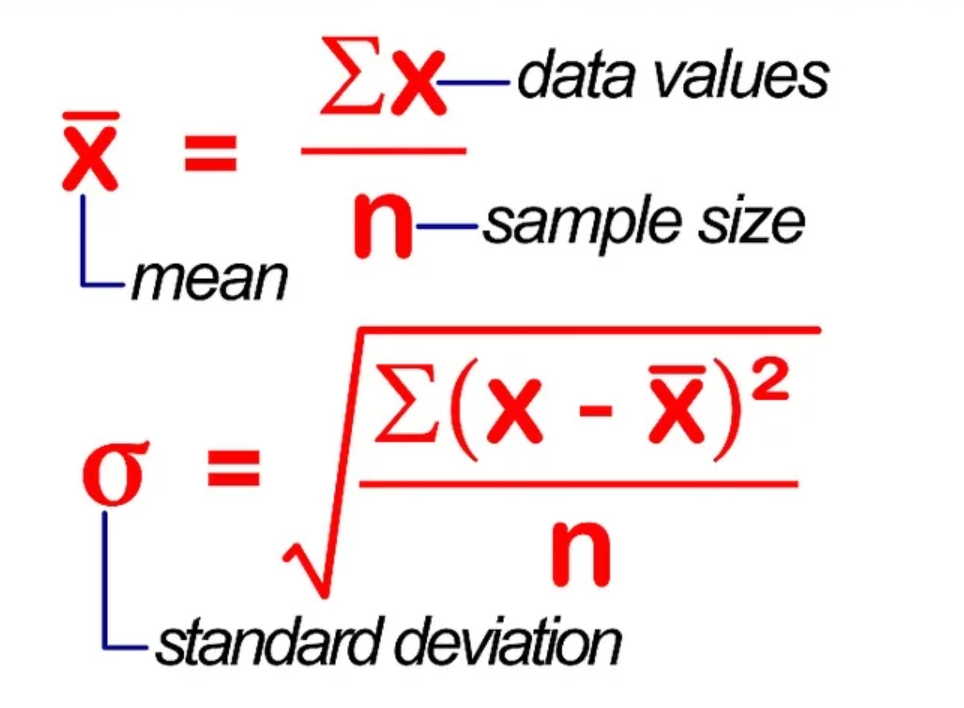 x̄ = Σx / n
data values
sample size
mean
σ = √(Σ(x - x̄)² / n)
standard deviation